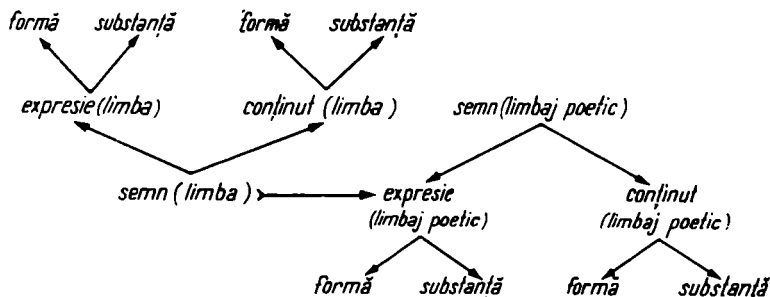 formă substanță formă substanță
expresie (limba) conținut (limba) semn (limbaj poetic)
semn (limba) expresie conținut
(limbaj poetic) (limbaj poetic)
formă substanță formă substanță